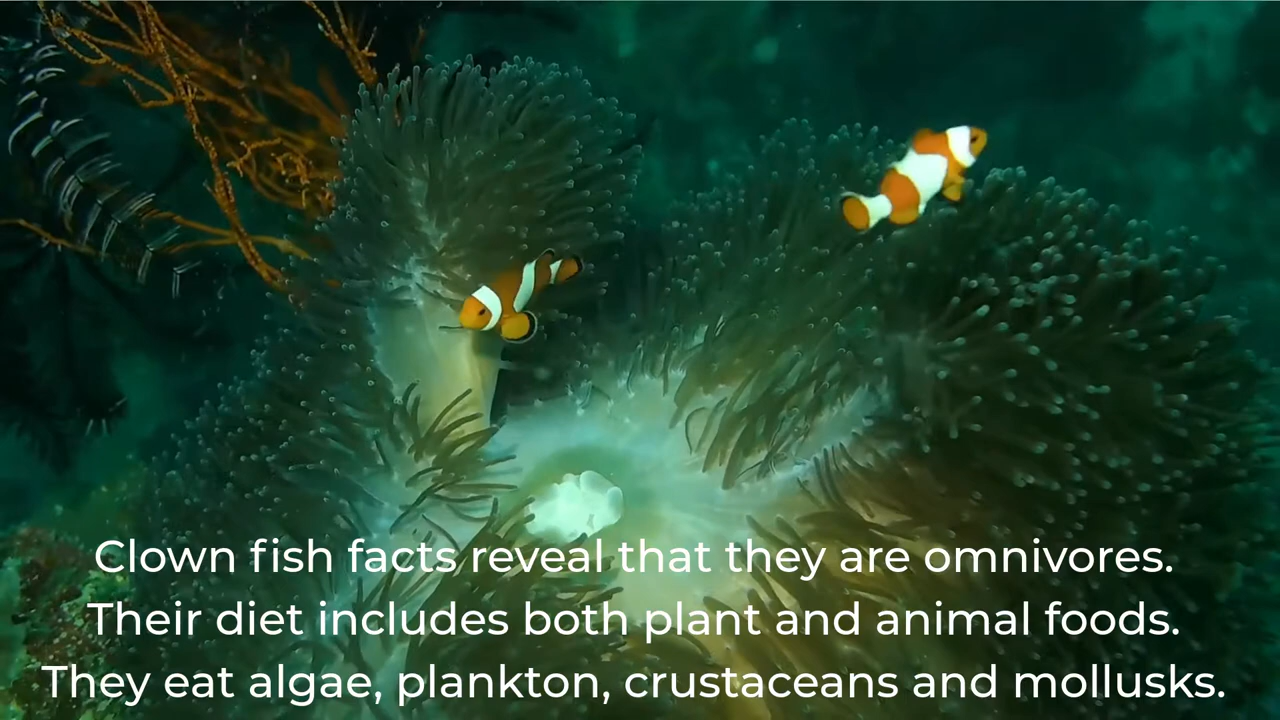 Clown fish facts reveal that they are omnivores.
Their diet includes both plant and animal foods.
They eat algae, plankton, crustaceans and mollusks.